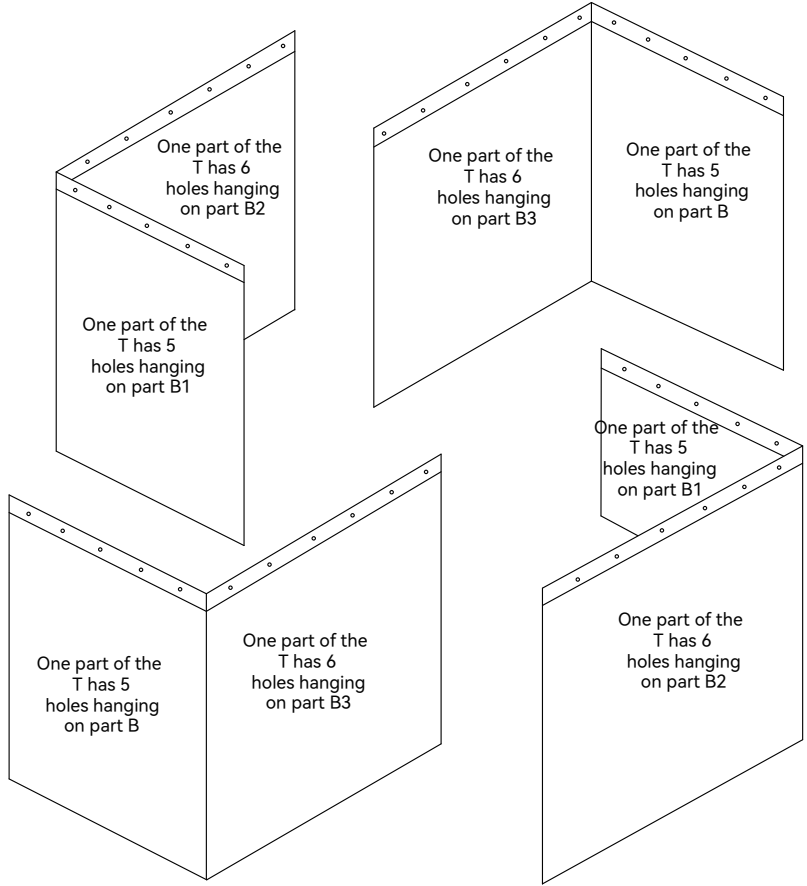 One part of the
T has 6
holes hanging
on part B2
One part of the
T has 6
holes hanging
on part B3
One part of the
T has 5
holes hanging
on part B
One part of the
T has 5
holes hanging
on part B1
One part of the
T has 5
holes hanging
on part B1
One part of the
T has 5
holes hanging
on part B
One part of the
T has 6
holes hanging
on part B3
One part of the
T has 6
holes hanging
on part B2